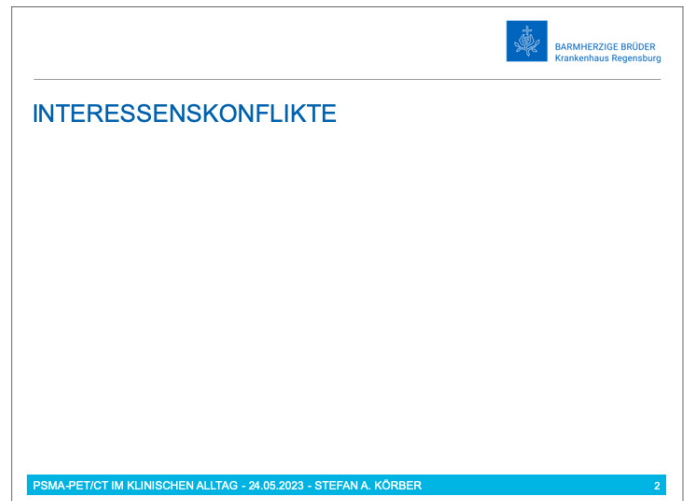 BARMHERZIGE BRÜDER
Krankenhaus Regensburg
INTERESSENSKONFLIKTE
PSMA-PET/CT IM KLINISCHEN ALLTAG - 24.05.2023 - STEFAN A. KÖRBER 2